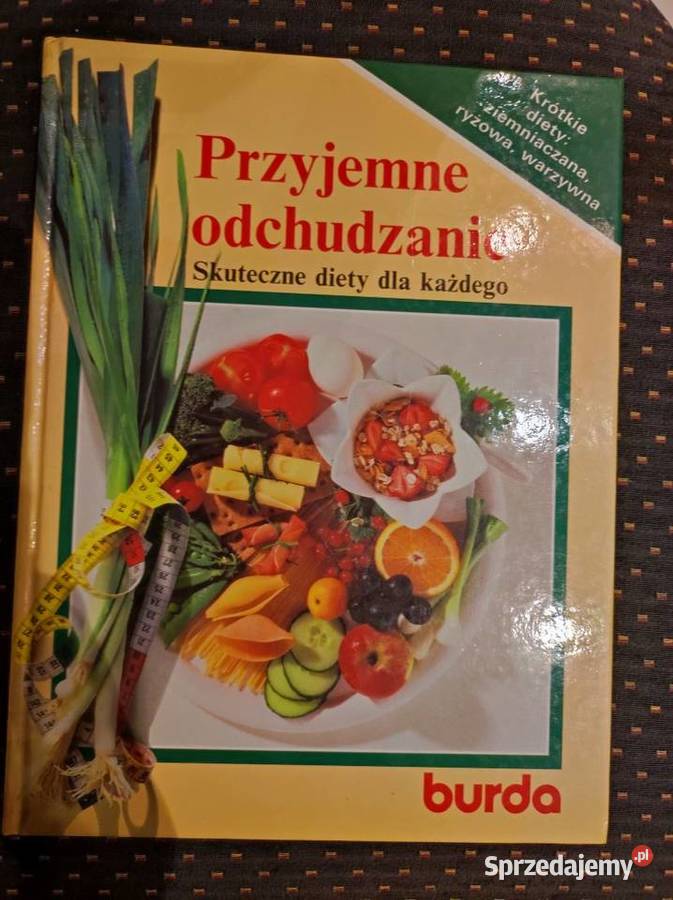 Krótkie
diety:
ziemniaczana,
ryżowa, warzywna
Przyjemne
odchudzanie
Skuteczne diety dla każdego
burda
Sprzedajemy.pl